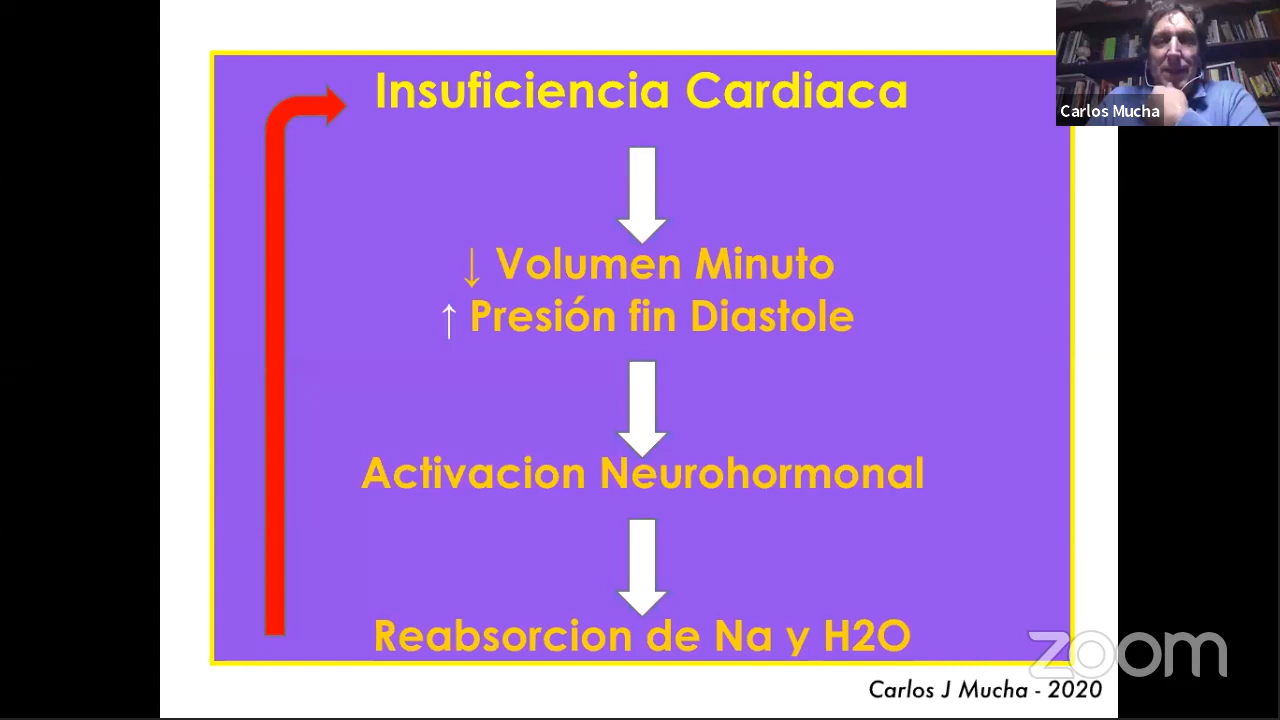 Insuficiencia Cardiaca
Carlos Mucha
↓ Volumen Minuto
↑ Presión fin Diastole
Activacion Neurohormonal
Reabsorcion de Na y H2O
zoom
Carlos J Mucha - 2020